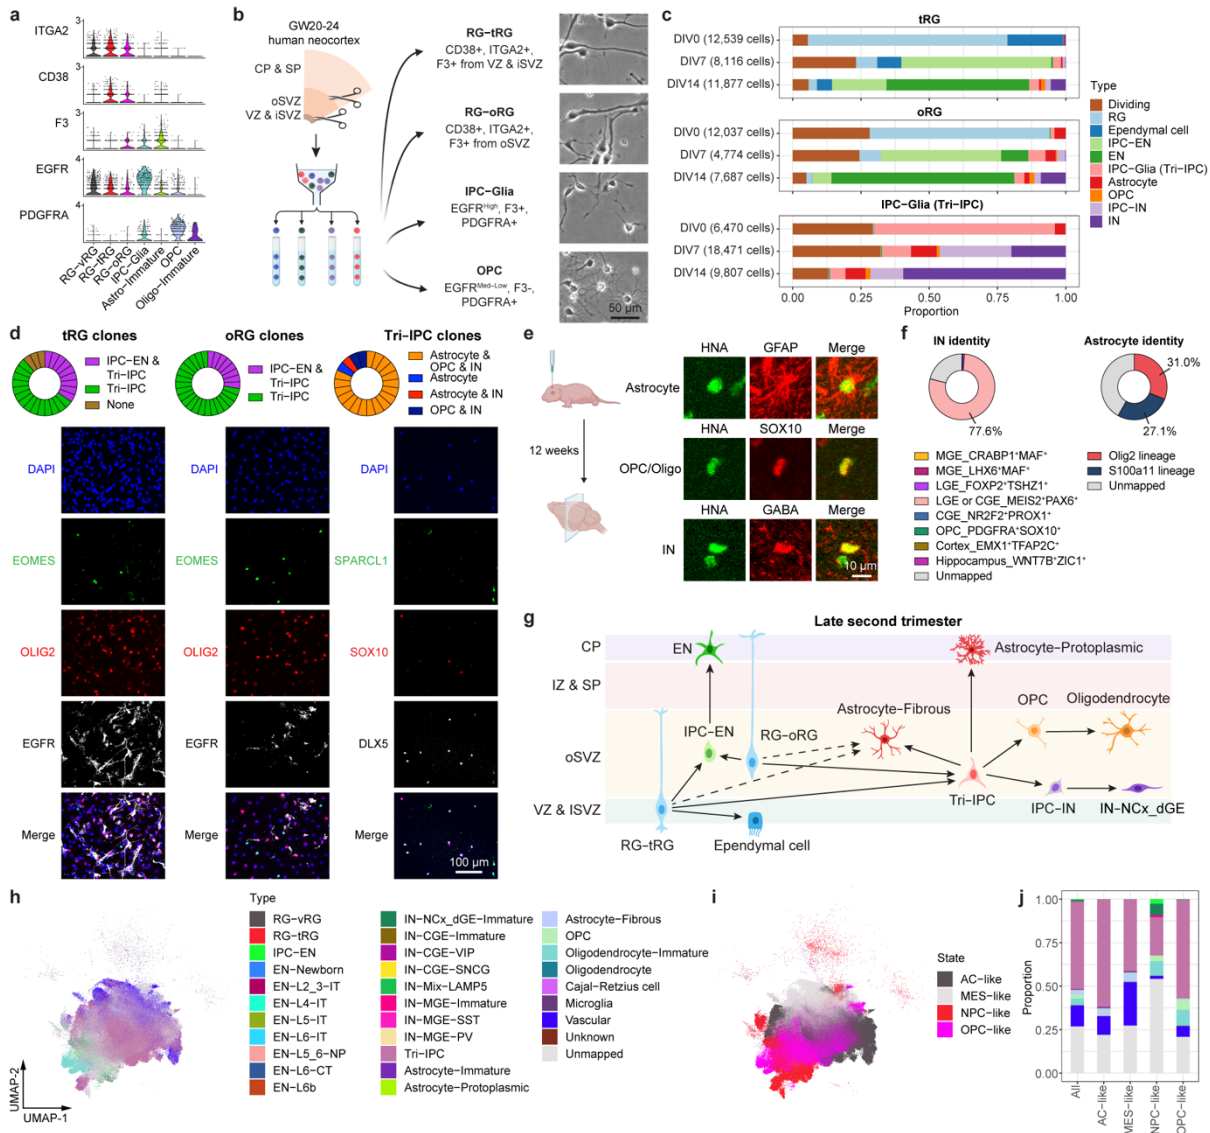 a
3
ITGA2
3
CD38
3
F3
4
EGFR
4
PDGFRA
RG−vRG
RG−tRG
RG−oRG
IPC−Glia
Astro−Immature
OPC
Oligo−Immature
b
GW20-24
human neocortex
CP & SP
oSVZ
VZ & iSVZ
RG−tRG
CD38+, ITGA2+,
F3+ from VZ & iSVZ
RG−oRG
CD38+, ITGA2+,
F3+ from oSVZ
IPC−Glia
EGFRHigh, F3+,
PDGFRA+
OPC
EGFRMed−Low, F3-,
PDGFRA+
50 µm
c
tRG
DIV0 (12,539 cells)
DIV7 (8,116 cells)
DIV14 (11,877 cells)
oRG
DIV0 (12,037 cells)
DIV7 (4,774 cells)
DIV14 (7,687 cells)
IPC−Glia (Tri−IPC)
DIV0 (6,470 cells)
DIV7 (18,471 cells)
DIV14 (9,807 cells)
0.00
0.25
0.50
0.75
1.00
Proportion
Type
Dividing
RG
Ependymal cell
IPC−EN
EN
IPC−Glia (Tri−IPC)
Astrocyte
OPC
IPC−IN
IN
d
tRG clones
IPC−EN &
Tri−IPC
Tri−IPC
None
oRG clones
IPC−EN &
Tri−IPC
Tri−IPC
Tri−IPC clones
Astrocyte &
OPC & IN
Astrocyte
Astrocyte & IN
OPC & IN
DAPI
DAPI
DAPI
EOMES
EOMES
SPARCL1
OLIG2
OLIG2
SOX10
EGFR
EGFR
DLX5
Merge
Merge
Merge
100 µm
e
12 weeks
HNA
GFAP
Merge
Astrocyte
HNA
SOX10
Merge
OPC/Oligo
HNA
GABA
Merge
IN
10 µm
f
IN identity
77.6%
Astrocyte identity
31.0%
27.1%
MGE_CRABP1+MAF+
MGE_LHX6+MAF+
LGE_FOXP2+TSHZ1+
LGE or CGE_MEIS2+PAX6+
CGE_NR2F2+PROX1+
OPC_PDGFRA+SOX10+
Cortex_EMX1+TFAP2C+
Hippocampus_WNT7B+ZIC1+
Unmapped
Olig2 lineage
S100a11 lineage
Unmapped
g
Late second trimester
CP
IZ & SP
oSVZ
VZ & ISVZ
EN
Astrocyte−Protoplasmic
Astrocyte−Fibrous
OPC
Oligodendrocyte
IPC−EN
RG−oRG
Tri−IPC
IPC−IN
IN−NCx_dGE
RG−tRG
Ependymal cell
h
UMAP-2
UMAP-1
Type
RG−vRG
RG−tRG
IPC−EN
EN−Newborn
EN−L2_3−IT
EN−L4−IT
EN−L5−IT
EN−L6−IT
EN−L5_6−NP
EN−L6−CT
EN−L6b
IN−NCx_dGE−Immature
IN−CGE−Immature
IN−CGE−VIP
IN−CGE−SNCG
IN−Mix−LAMP5
IN−MGE−Immature
IN−MGE−SST
IN−MGE−PV
Tri−IPC
Astrocyte−Immature
Astrocyte−Protoplasmic
Astrocyte−Fibrous
OPC
Oligodendrocyte−Immature
Oligodendrocyte
Cajal−Retzius cell
Microglia
Vascular
Unknown
Unmapped
i
State
AC−like
MES−like
NPC−like
OPC−like
j
Proportion
1.00
0.75
0.50
0.25
0.00
All
AC−like
MES−like
NPC−like
OPC−like